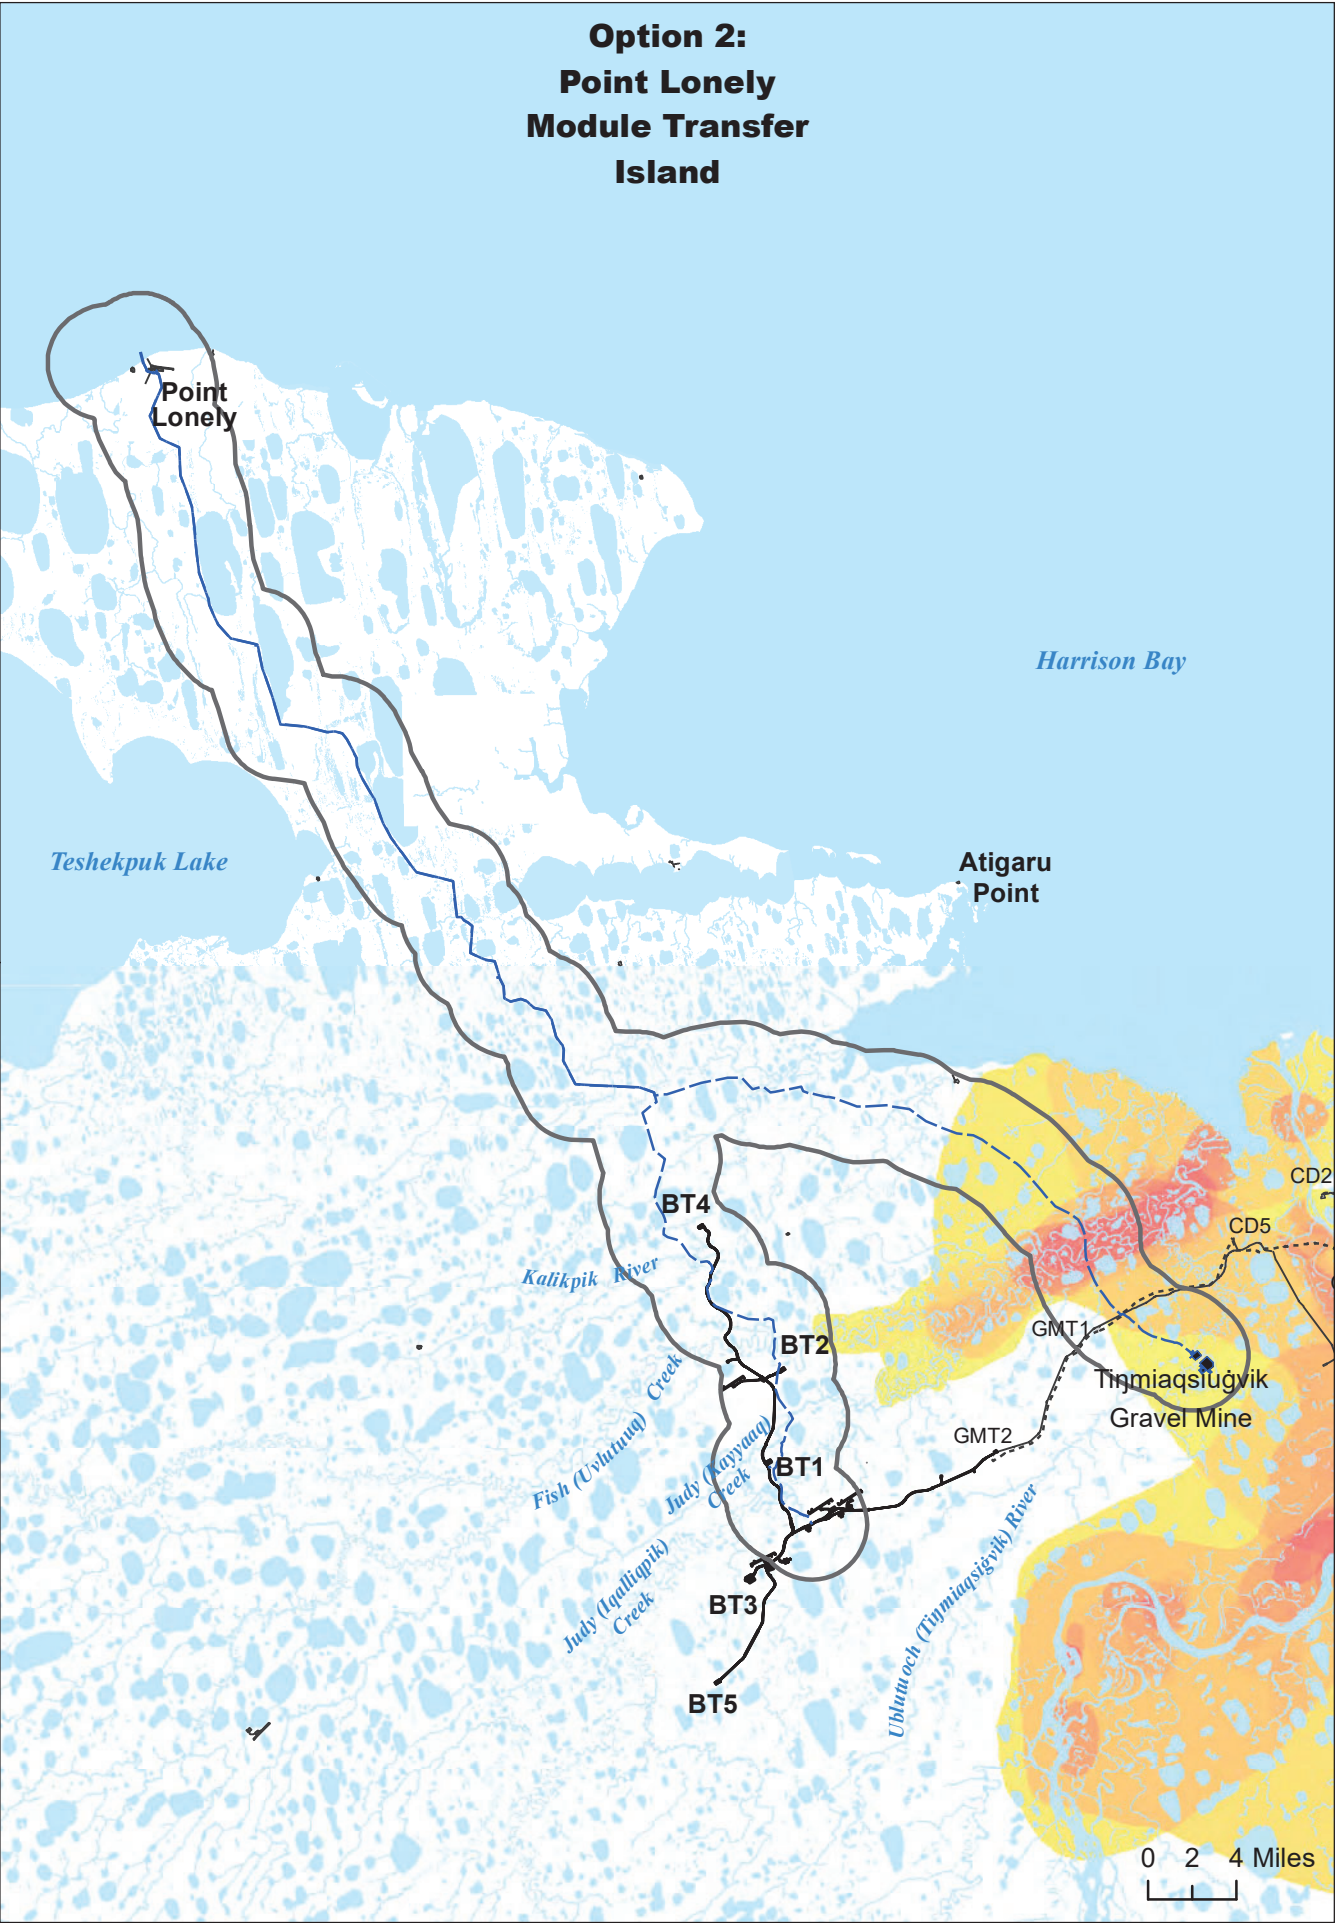 Option 2:
Point Lonely
Module Transfer
Island
Point
Lonely
Harrison Bay
Teshekpuk Lake
Atigaru
Point
CD2
BT4
CD5
Kalikpik River
GMT1
BT2
Tiŋmiaqsiuġvik
Gravel Mine
Fish (Uvlutuuq) Creek
GMT2
Judy (Kayyaaq)
Creek
BT1
Judy (Iqalliqpik)
Creek
BT3
Ublutuoch (Tiŋmiaqsiġvik) River
BT5
0 2 4 Miles